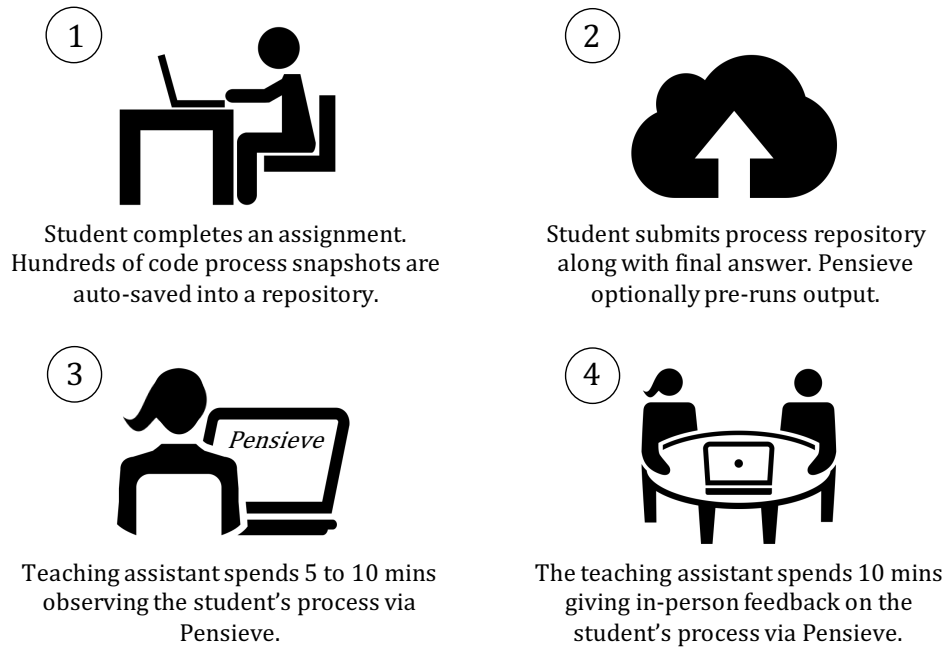 1
Student completes an assignment.
Hundreds of code process snapshots are
auto-saved into a repository.
2
Student submits process repository
along with final answer. Pensieve
optionally pre-runs output.
3
Pensieve
Teaching assistant spends 5 to 10 mins
observing the student’s process via
Pensieve.
4
The teaching assistant spends 10 mins
giving in-person feedback on the
student’s process via Pensieve.